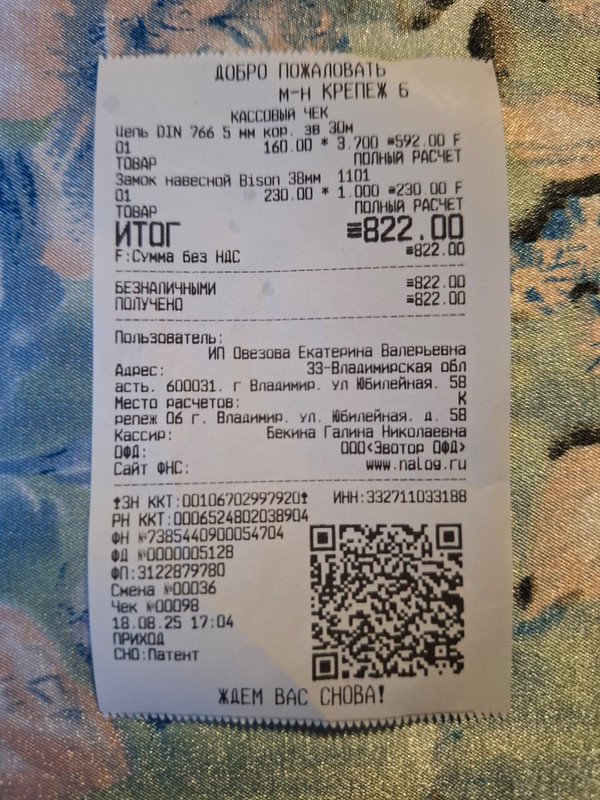 ДОБРО ПОЖАЛОВАТЬ
М-Н КРЕПЕЖ 6
КАССОВЫЙ ЧЕК
Цепь DIN 766 5 мм кор. зв 30м
01 160.00 * 3.700 ≡592.00 F
ТОВАР ПОЛНЫЙ РАСЧЕТ
Замок навесной Bison 38мм 1101
01 230.00 * 1.000 ≡230.00 F
ТОВАР ПОЛНЫЙ РАСЧЕТ
ИТОГ ≡822.00
F:Сумма без НДС ≡822.00
БЕЗНАЛИЧНЫМИ ≡822.00
ПОЛУЧЕНО ≡822.00
Пользователь:
ИП Овезова Екатерина Валерьевна
Адрес: 33-Владимирская обл
асть. 600031. г Владимир. ул Юбилейная. 58
Место расчетов: К
репеж 06 г. Владимир. ул. Юбилейная. д. 58
Кассир: Бекина Галина Николаевна
ОФД: ООО<Эвотор ОФД>
Сайт ФНС: www.nalog.ru
ЗН ККТ:00106702997920 ИНН:332711033188
РН ККТ:0006524802038904
ФН №7385440900054704
ФД №0000005128
ФП:3122879780
Смена №00036
Чек №00098
18.08.25 17:04
ПРИХОД
СНО:Патент
ЖДЕМ ВАС СНОВА!